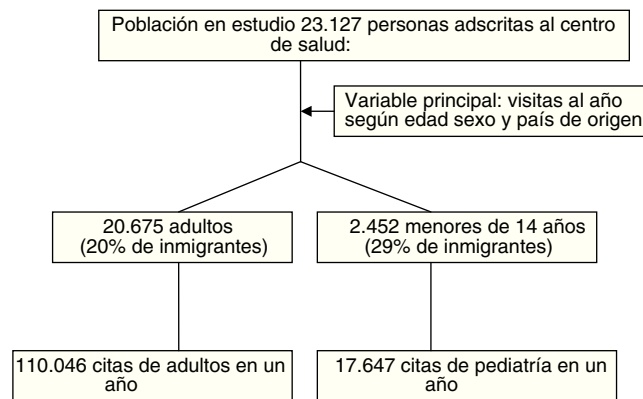 Población en estudio 23.127 personas adscritas al centro
de salud:
Variable principal: visitas al año
según edad sexo y país de origen
20.675 adultos
(20% de inmigrantes)
2.452 menores de 14 años
(29% de inmigrantes)
110.046 citas de adultos en un
año
17.647 citas de pediatría en un
año